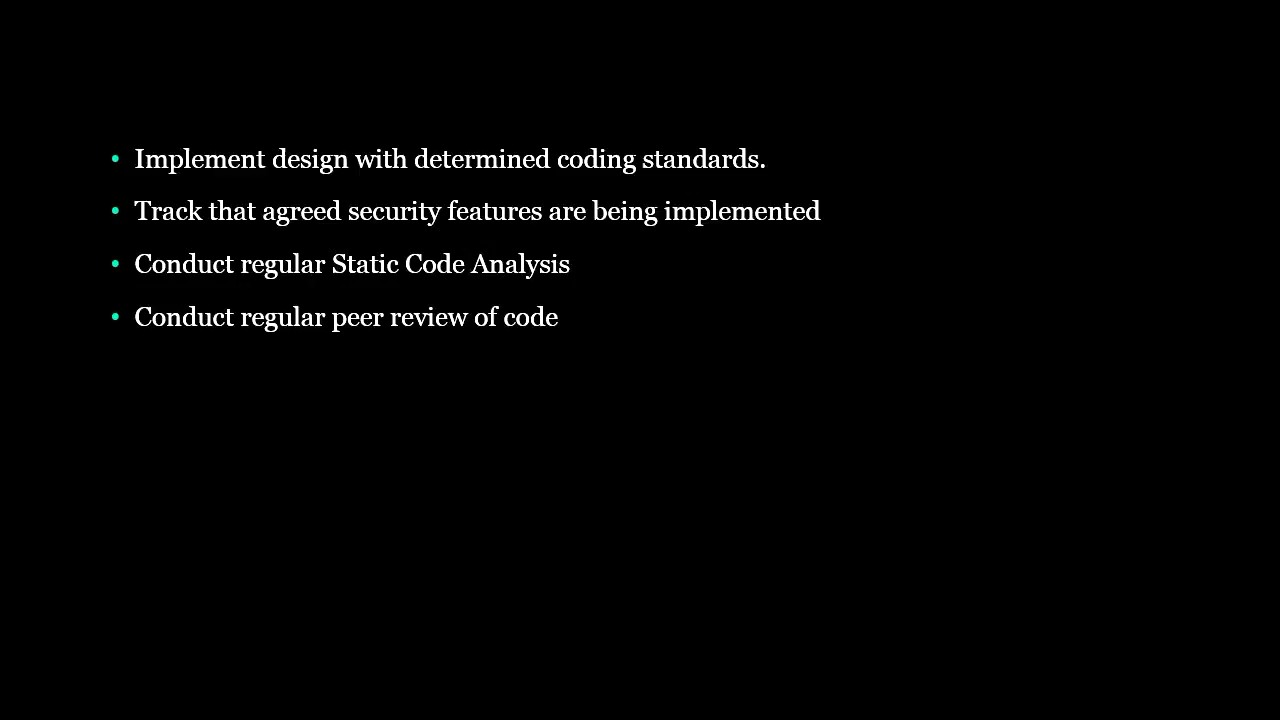 • Implement design with determined coding standards.
• Track that agreed security features are being implemented
• Conduct regular Static Code Analysis
• Conduct regular peer review of code